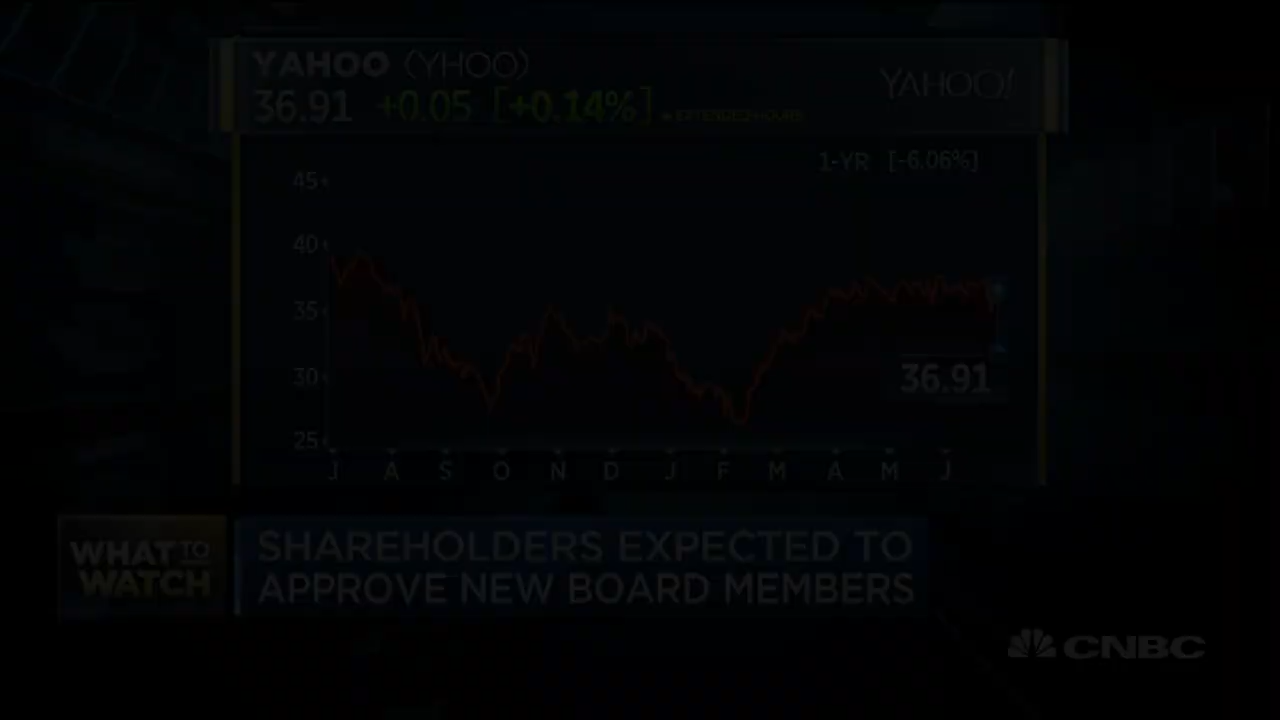 YAHOO (YHOO)
YAHOO!
36.91 +0.05 [+0.14%]
1-YR [-6.06%]
45
40
35
30
36.91
25
J A S O N D J F M A M J
WHAT TO
WATCH
SHAREHOLDERS EXPECTED TO
APPROVE NEW BOARD MEMBERS
CNBC